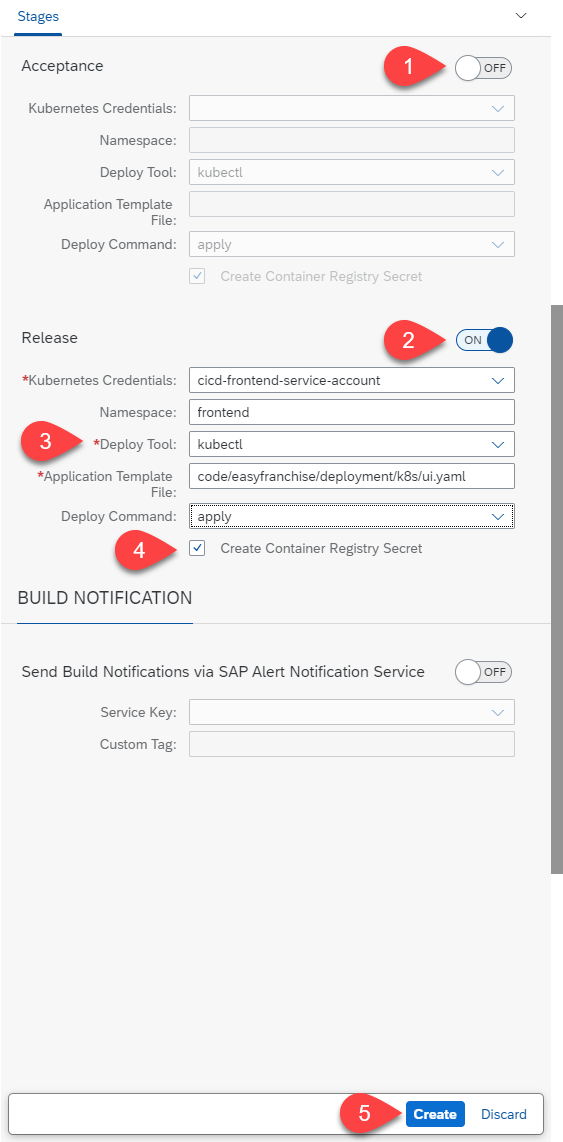 Stages
Acceptance
1
OFF
Kubernetes Credentials:
Namespace:
Deploy Tool: kubectl
Application Template
File:
Deploy Command: apply
Create Container Registry Secret
Release
2
ON
*Kubernetes Credentials: cicd-frontend-service-account
Namespace: frontend
3
*Deploy Tool: kubectl
*Application Template code/easyfranchise/deployment/k8s/ui.yaml
File:
Deploy Command: apply
4
Create Container Registry Secret
BUILD NOTIFICATION
Send Build Notifications via SAP Alert Notification Service OFF
Service Key:
Custom Tag:
5
Create Discard